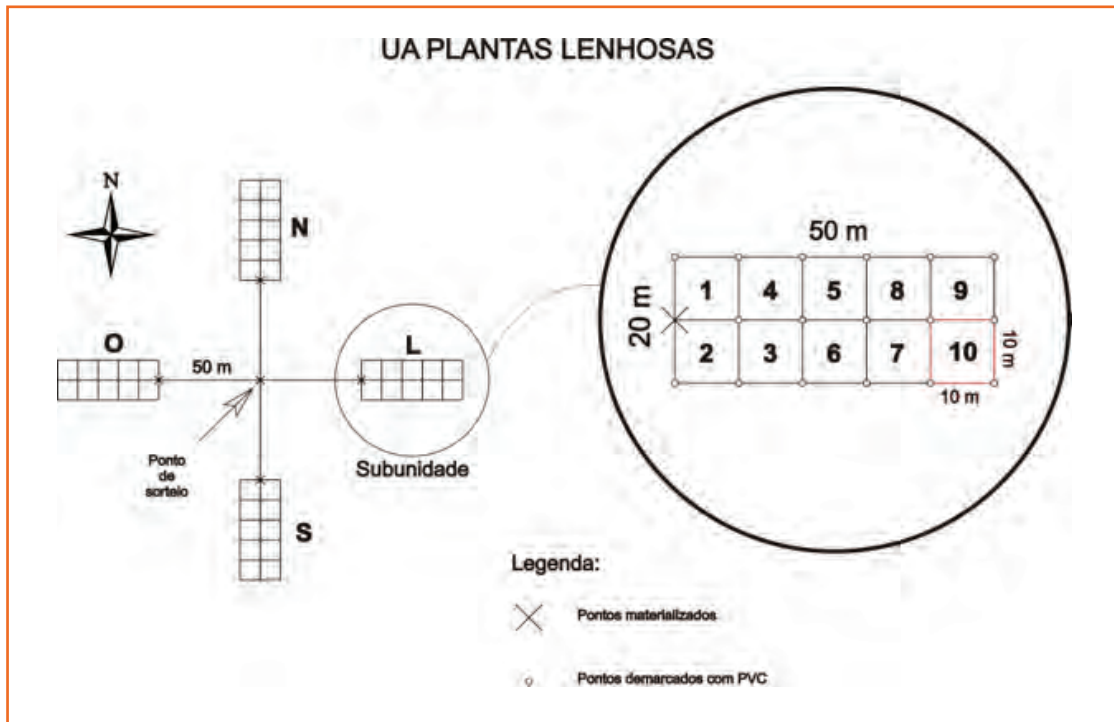 UA PLANTAS LENHOSAS
N
N
O
50 m
L
Ponto
de
sorteio
Subunidade
S
50 m
20 m
1 4 5 8 9
2 3 6 7 10
10 m
10 m
Legenda:
Pontos materializados
Pontos demarcados com PVC